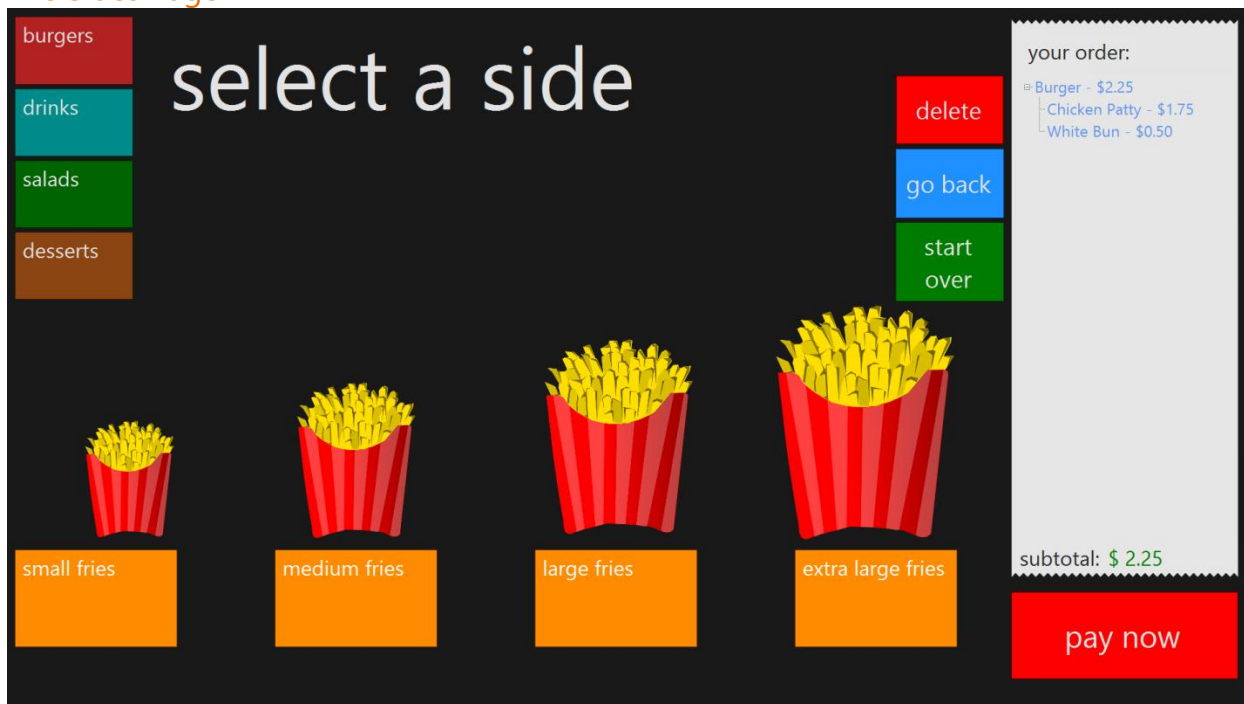 burgers
select a side
drinks
salads
desserts
delete
go back
start
over
your order:
Burger - $2.25
Chicken Patty - $1.75
White Bun - $0.50
small fries
medium fries
large fries
extra large fries
subtotal: $ 2.25
pay now